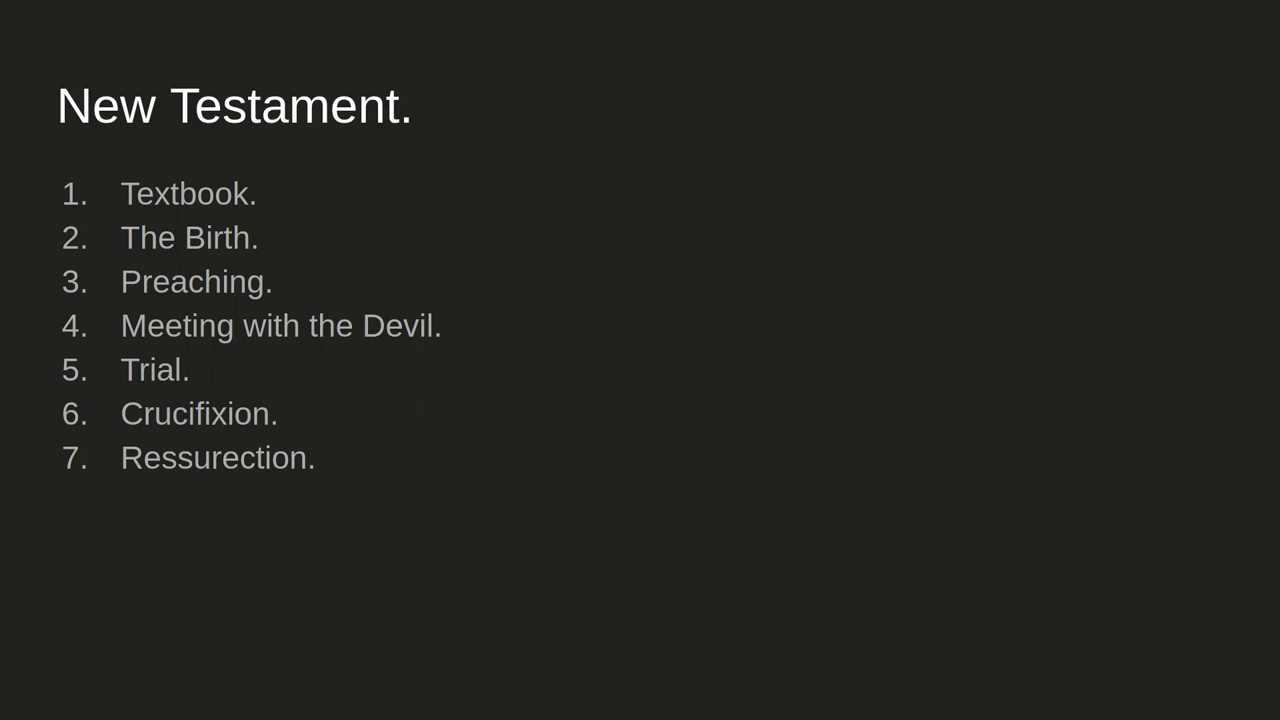 New Testament.
1. Textbook.
2. The Birth.
3. Preaching.
4. Meeting with the Devil.
5. Trial.
6. Crucifixion.
7. Ressurection.